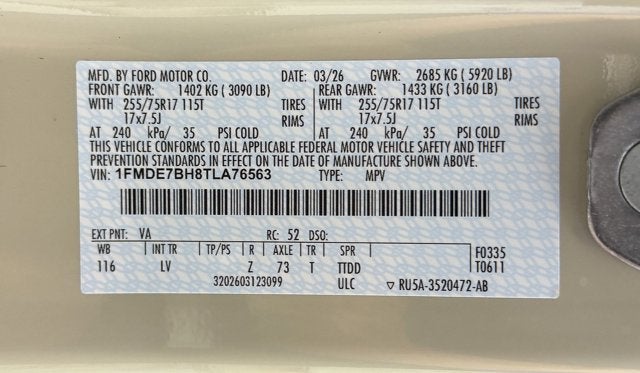 MFD. BY FORD MOTOR CO. DATE: 03/26 GVWR: 2685 KG (5920 LB)
FRONT GAWR: 1402 KG (3090 LB) REAR GAWR: 1433 KG (3160 LB)
WITH 255/75R17 115T TIRES WITH 255/75R17 115T TIRES
17x7.5J RIMS 17x7.5J RIMS
AT 240 kPa/ 35 PSI COLD AT 240 kPa/ 35 PSI COLD
THIS VEHICLE CONFORMS TO ALL APPLICABLE FEDERAL MOTOR VEHICLE SAFETY AND THEFT
PREVENTION STANDARDS IN EFFECT ON THE DATE OF MANUFACTURE SHOWN ABOVE.
VIN: 1FMDE7BH8TLA76563 TYPE: MPV
EXT PNT: VA RC: 52 DSO:
WB INT TR TP/PS R AXLE TR SPR F0335
116 LV Z 73 T TTDD T0611
3202603123099 ULC RU5A-3520472-AB